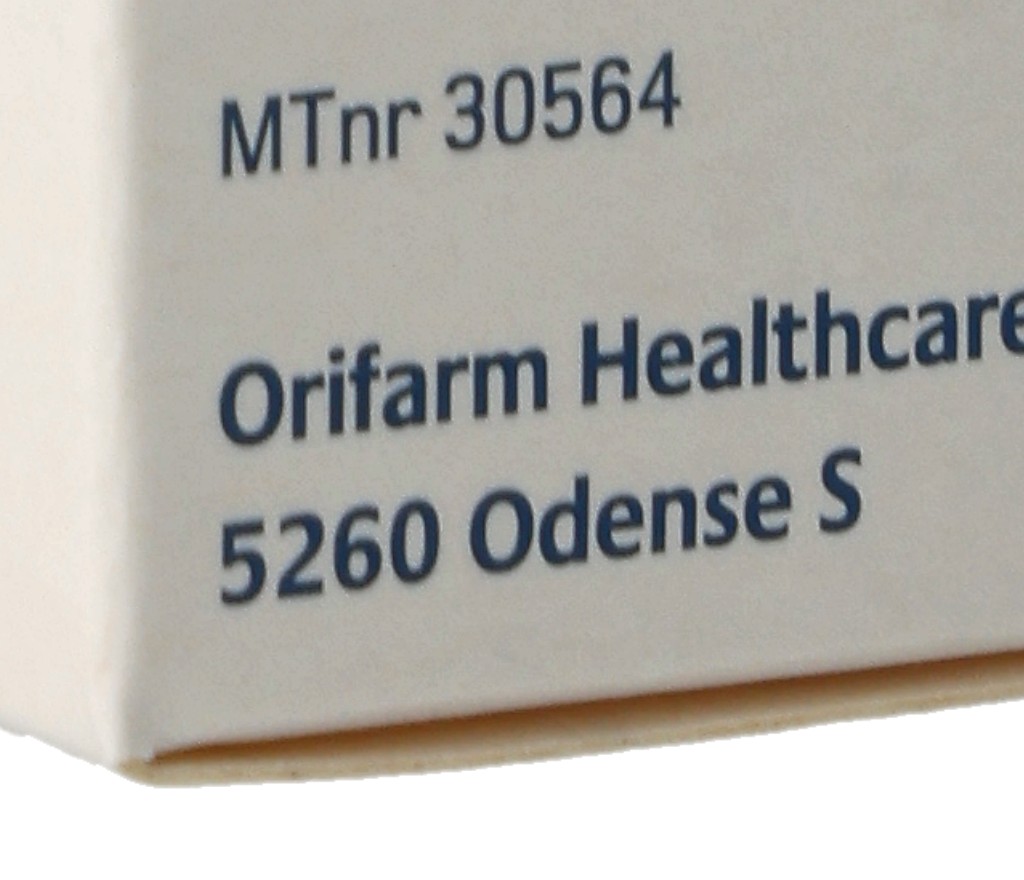 MTnr 30564
Orifarm Healthcare
5260 Odense S